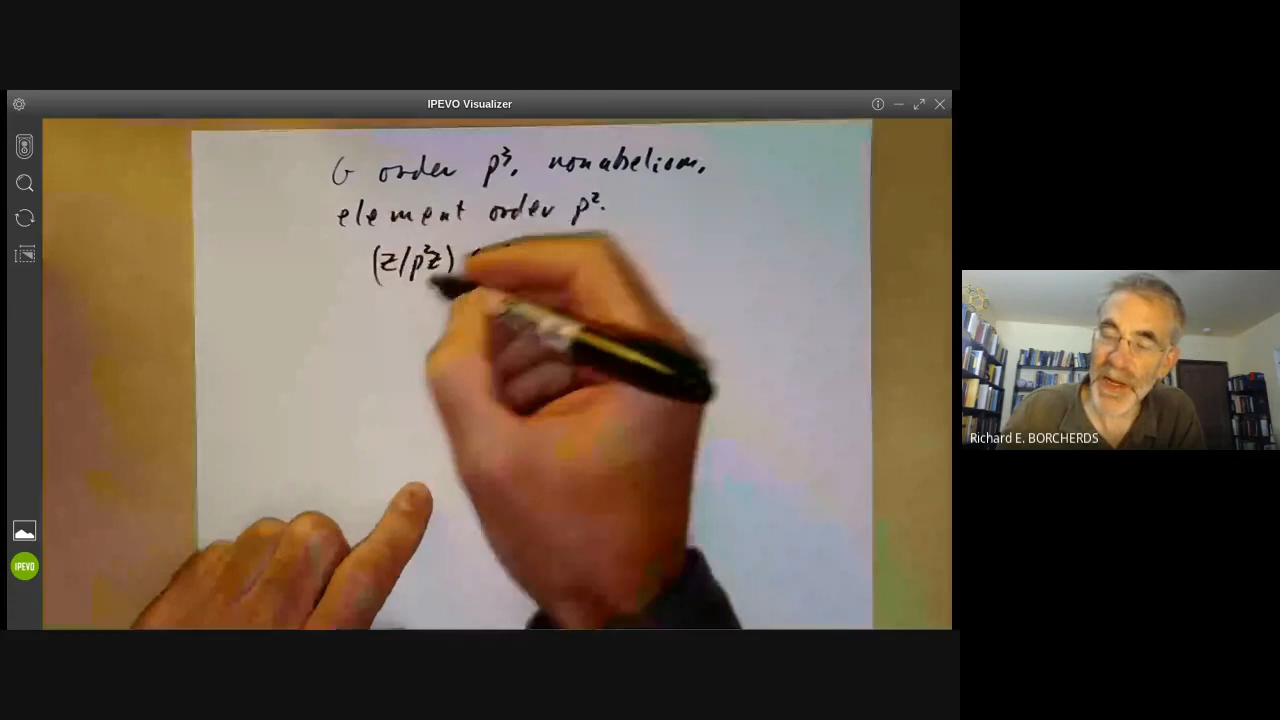 IPEVO Visualizer
G order p³, nonabelian,
element order p².
(Z/p²Z)
IPEVO
Richard E. BORCHERDS